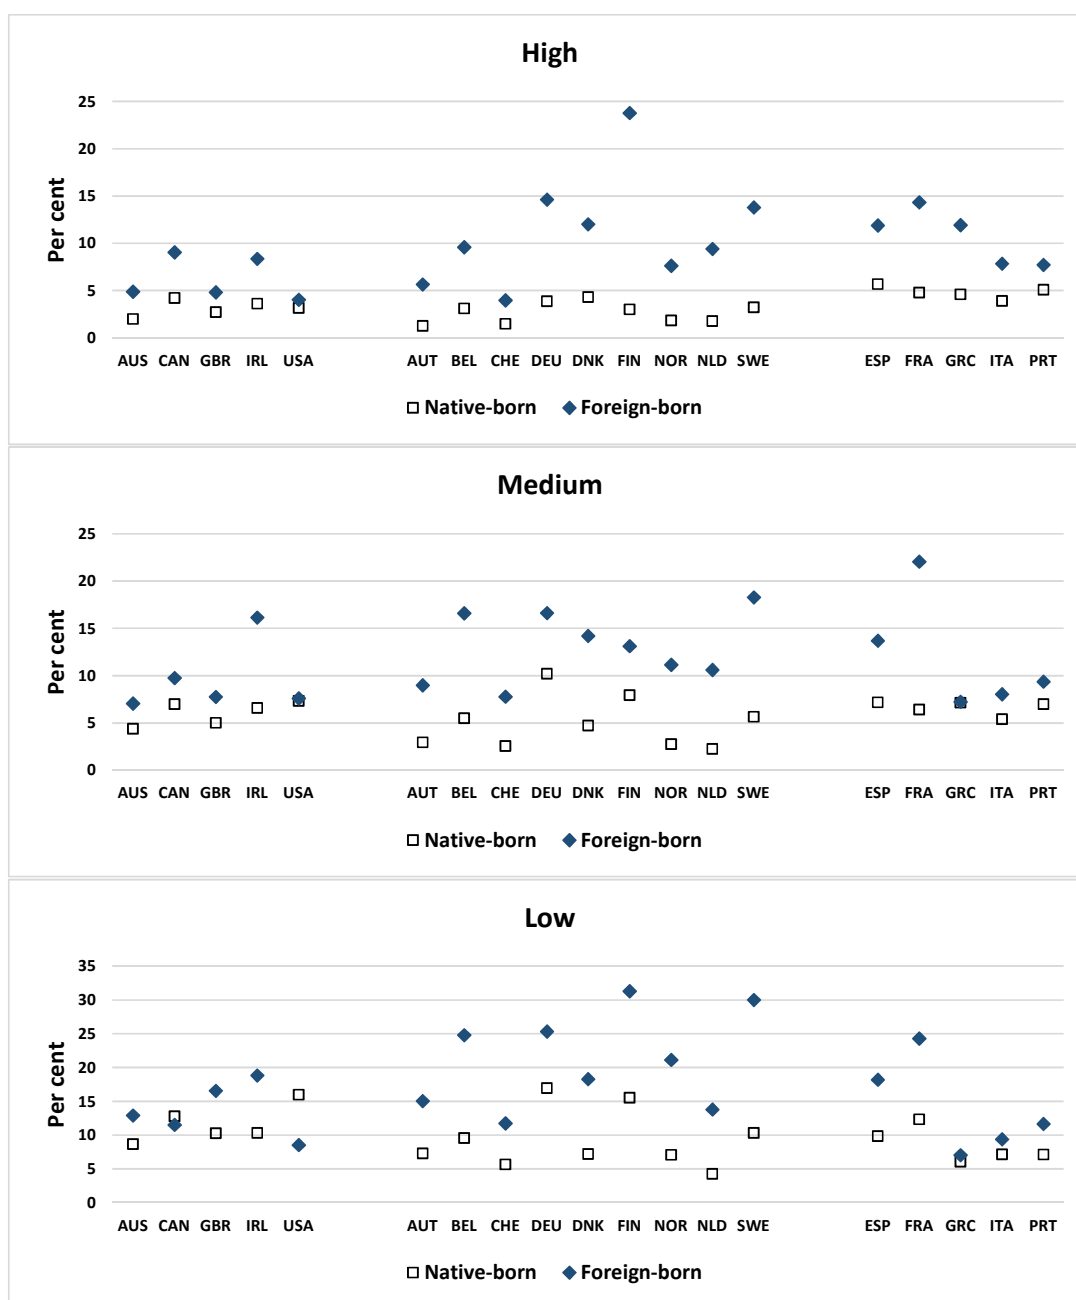 High
Per cent
25
20
15
10
5
0
AUS CAN GBR IRL USA AUT BEL CHE DEU DNK FIN NOR NLD SWE ESP FRA GRC ITA PRT
Native-born Foreign-born
Medium
Per cent
25
20
15
10
5
0
AUS CAN GBR IRL USA AUT BEL CHE DEU DNK FIN NOR NLD SWE ESP FRA GRC ITA PRT
Native-born Foreign-born
Low
Per cent
35
30
25
20
15
10
5
0
AUS CAN GBR IRL USA AUT BEL CHE DEU DNK FIN NOR NLD SWE ESP FRA GRC ITA PRT
Native-born Foreign-born